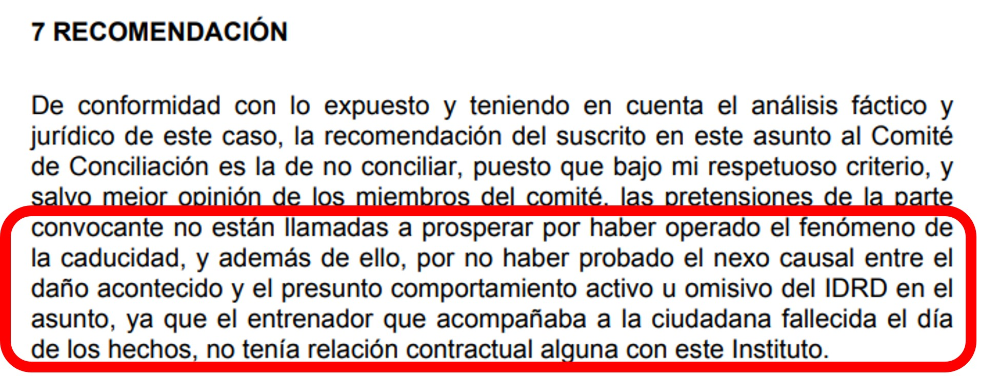 7 RECOMENDACIÓN
De conformidad con lo expuesto y teniendo en cuenta el análisis fáctico y
jurídico de este caso, la recomendación del suscrito en este asunto al Comité
de Conciliación es la de no conciliar, puesto que bajo mi respetuoso criterio, y
salvo mejor opinión de los miembros del comité, las pretensiones de la parte
convocante no están llamadas a prosperar por haber operado el fenómeno de
la caducidad, y además de ello, por no haber probado el nexo causal entre el
daño acontecido y el presunto comportamiento activo u omisivo del IDRD en el
asunto, ya que el entrenador que acompañaba a la ciudadana fallecida el día
de los hechos, no tenía relación contractual alguna con este Instituto.